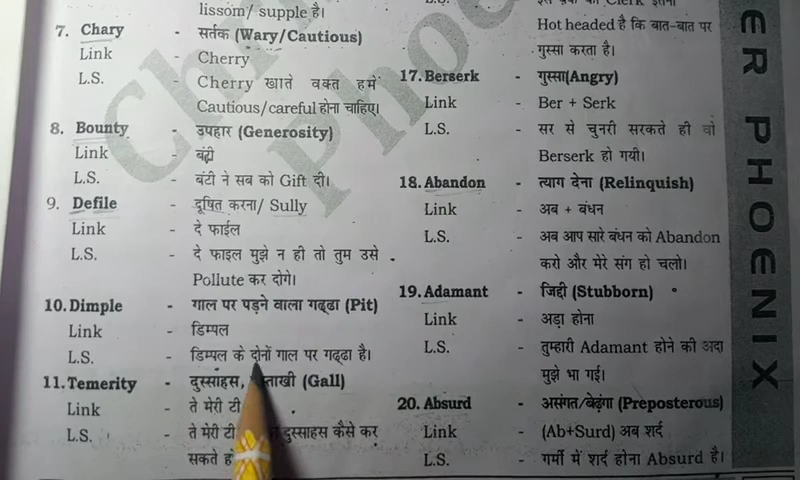 lissom/ supple है।
7. Chary - सर्तक (Wary/Cautious)
Link - Cherry
L.S. - Cherry खाते वक्त हमें
Cautious/careful होना चाहिए।
8. Bounty - उपहार (Generosity)
Link - बंटी
L.S. - बंटी ने सब को Gift दी।
9. Defile - दूषित करना/ Sully
Link - दे फाईल
L.S. - दे फाइल मुझे न ही तो तुम उसे
Pollute कर दोगे।
10. Dimple - गाल पर पड़ने वाला गढ्ढा (Pit)
Link - डिम्पल
L.S. - डिम्पल के दोनों गाल पर गढ्ढा है।
11. Temerity - दुस्साहस, (Gall)
Link - ते मेरी टी
L.S. - ते मेरी टी दुस्साहस कैसे कर
सकते
Hot headed है कि बात-बात पर
गुस्सा करता है।
17. Berserk - गुस्सा(Angry)
Link - Ber + Serk
L.S. - सर से चुनरी सरकते ही वो
Berserk हो गयी।
18. Abandon - त्याग देना (Relinquish)
Link - अब + बंधन
L.S. - अब आप सारे बंधन को Abandon
करो और मेरे संग हो चलो।
19. Adamant - जिद्दी (Stubborn)
Link - अड़ा होना
L.S. - तुम्हारी Adamant होने की अदा
मुझे भा गई।
20. Absurd - असंगत/बेढ़ंगा (Preposterous)
Link - (Ab+Surd) अब शर्द
L.S. - गर्मी में शर्द होना Absurd है।
ER PHOENIX